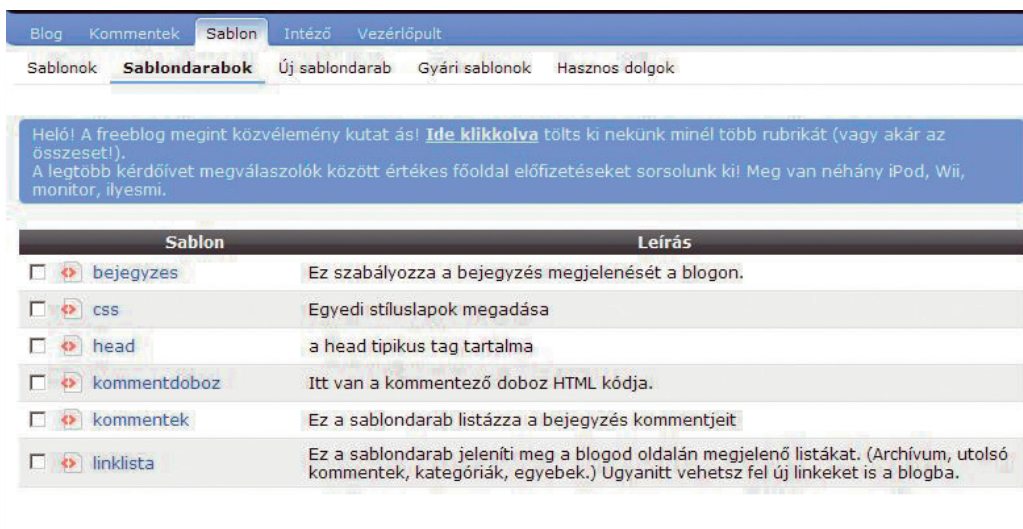 Blog Kommentek Sablon Intéző Vezérlőpult
Sablonok Sablondarabok Új sablondarab Gyári sablonok Hasznos dolgok
Heló! A freeblog megint közvélemény kutat ás! Ide klikkolva tölts ki nekünk minél több rubrikát (vagy akár az
összeset!).
A legtöbb kérdőívet megválaszolók között értékes főoldal előfizetéseket sorsolunk ki! Meg van néhány iPod, Wii,
monitor, ilyesmi.
Sablon Leírás
bejegyzes Ez szabályozza a bejegyzés megjelenését a blogon.
css Egyedi stíluslapok megadása
head a head tipikus tag tartalma
kommentdoboz Itt van a kommentező doboz HTML kódja.
kommentek Ez a sablondarab listázza a bejegyzés kommentjeit
linklista Ez a sablondarab jeleníti meg a blogod oldalán megjelenő listákat. (Archívum, utolsó
kommentek, kategóriák, egyebek.) Ugyanitt vehetsz fel új linkeket is a blogba.